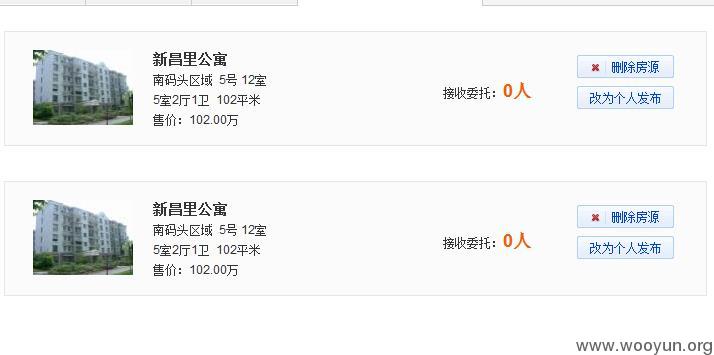 新昌里公寓
南码头区域 5号 12室
5室2厅1卫 102平米
售价：102.00万
接收委托：0人
删除房源
改为个人发布
新昌里公寓
南码头区域 5号 12室
5室2厅1卫 102平米
售价：102.00万
接收委托：0人
删除房源
改为个人发布
www.wooyun.org